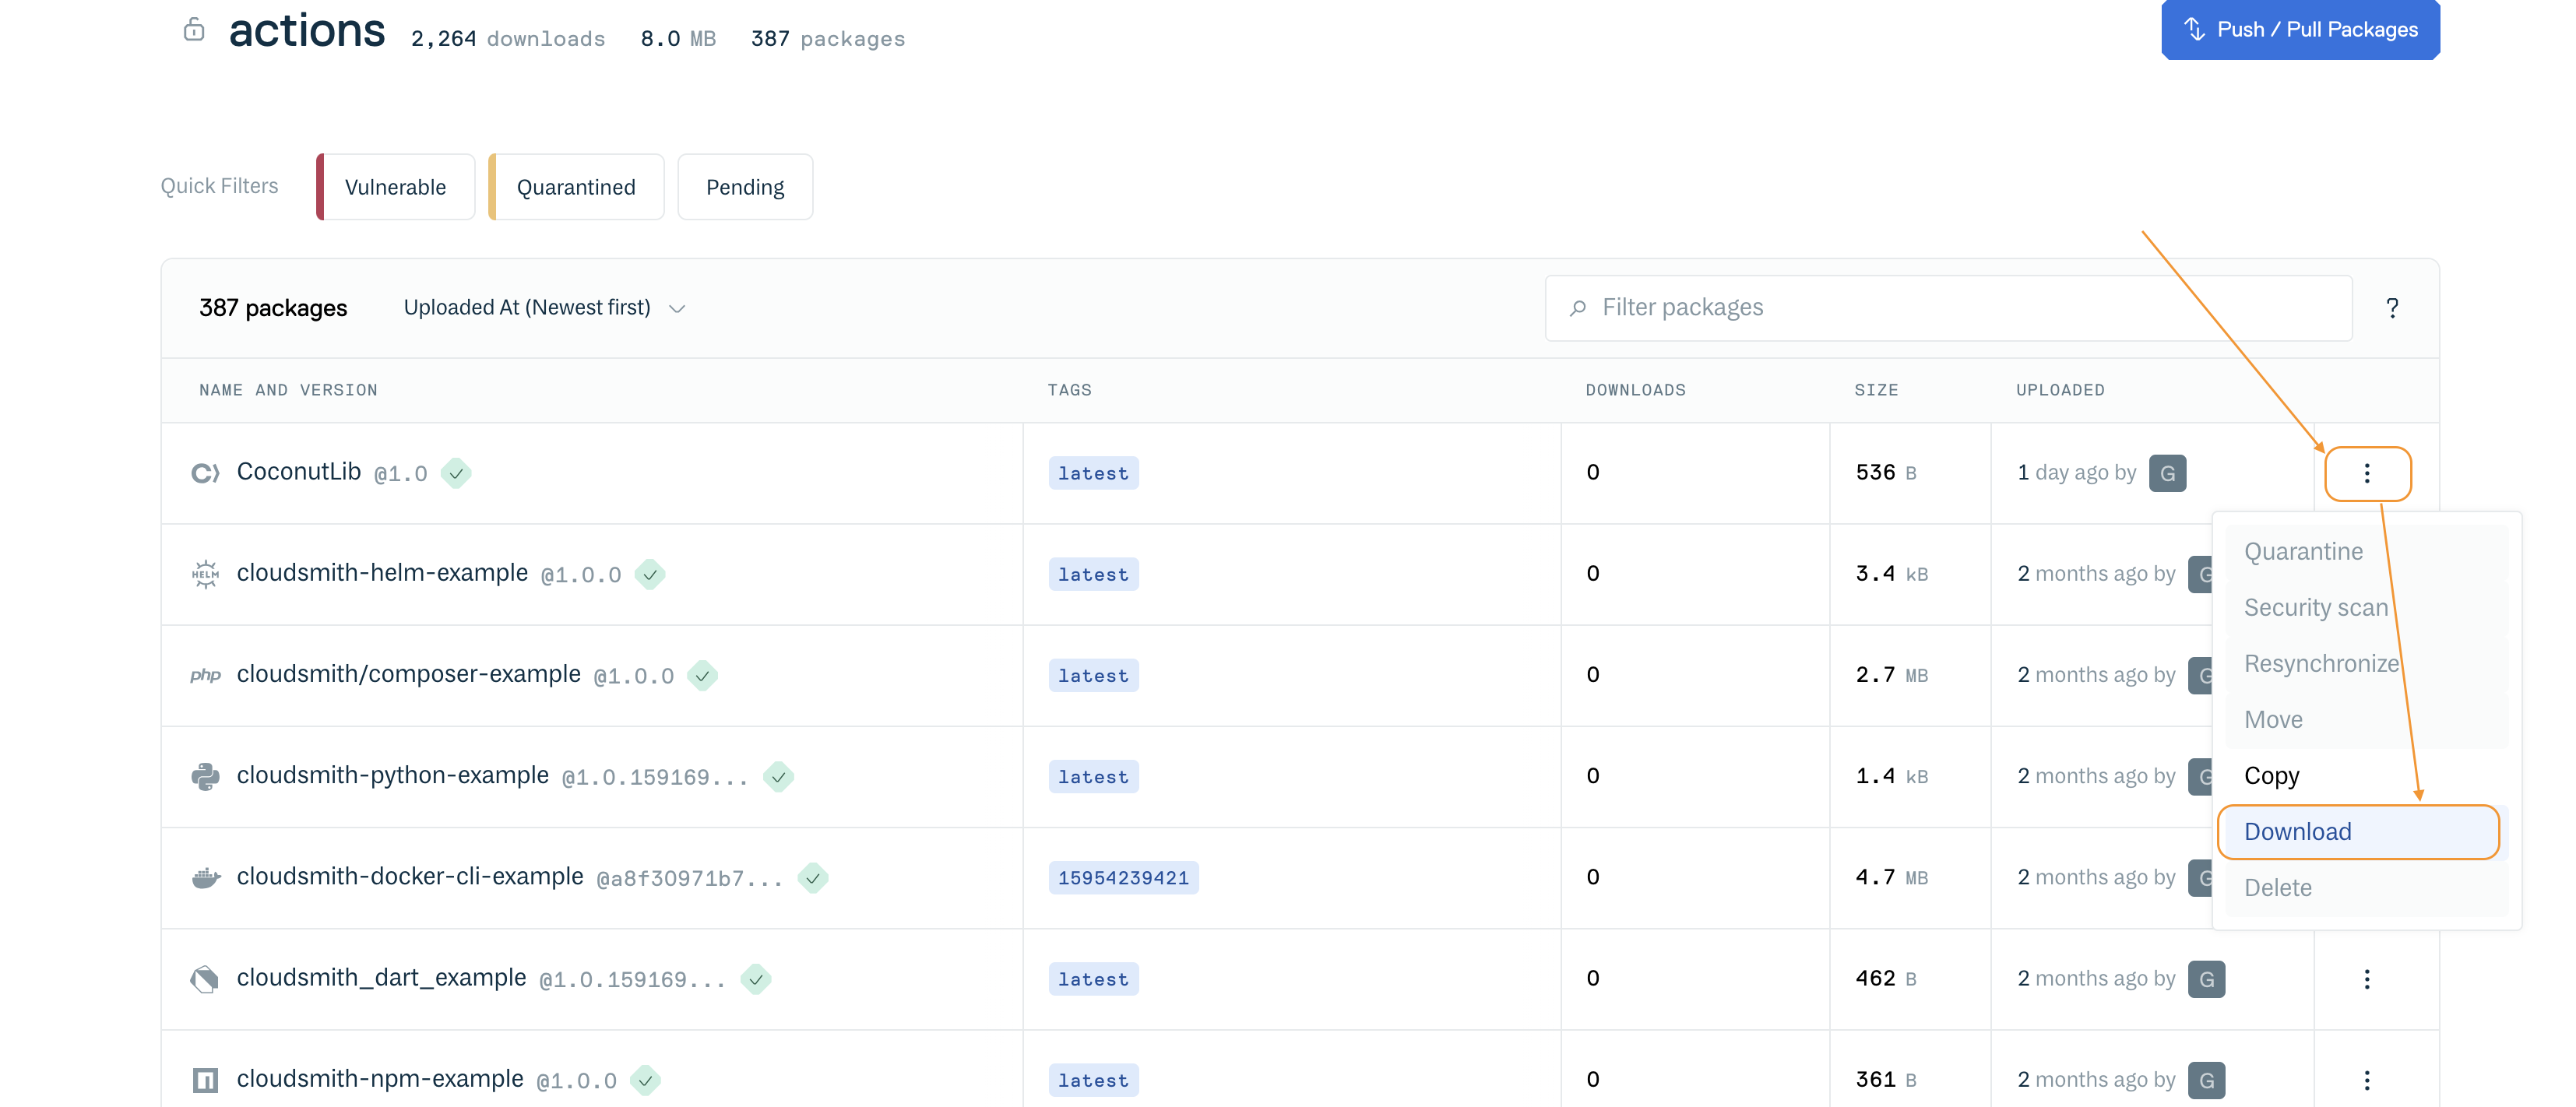 actions 2,264 downloads 8.0 MB 387 packages
Push / Pull Packages
Quick Filters Vulnerable Quarantined Pending
387 packages Uploaded At (Newest first) Filter packages ?
NAME AND VERSION TAGS DOWNLOADS SIZE UPLOADED
CoconutLib @1.0 latest 0 536 B 1 day ago by G
HELM cloudsmith-helm-example @1.0.0 latest 0 3.4 kB 2 months ago by G
php cloudsmith/composer-example @1.0.0 latest 0 2.7 MB 2 months ago by G
cloudsmith-python-example @1.0.159169... latest 0 1.4 kB 2 months ago by G
cloudsmith-docker-cli-example @a8f30971b7... 15954239421 0 4.7 MB 2 months ago by G
cloudsmith_dart_example @1.0.159169... latest 0 462 B 2 months ago by G
cloudsmith-npm-example @1.0.0 latest 0 361 B 2 months ago by G
Quarantine
Security scan
Resynchronize
Move
Copy
Download
Delete